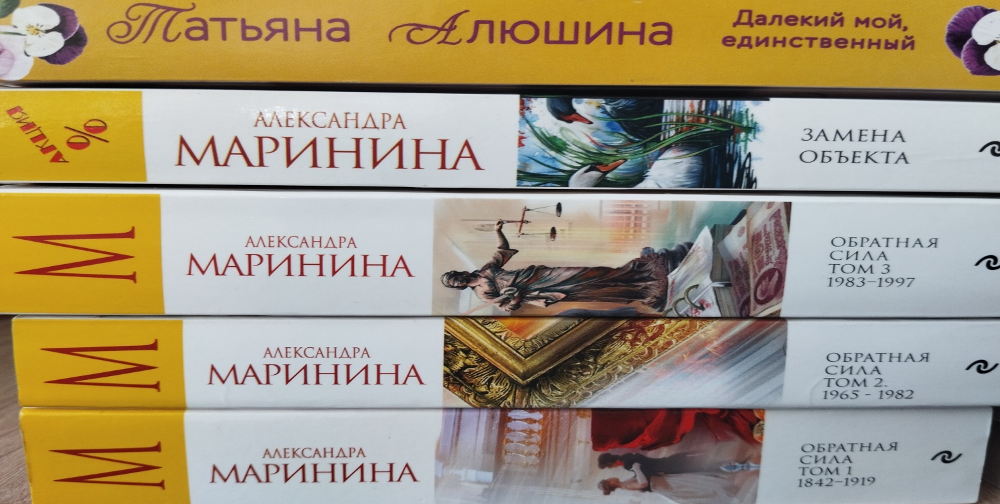 Татьяна Алюшина
Далекий мой,
единственный
АКЦИЯ
%
АЛЕКСАНДРА
МАРИНИНА
ЗАМЕНА
ОБЪЕКТА
М
АЛЕКСАНДРА
МАРИНИНА
ОБРАТНАЯ
СИЛА
ТОМ 3
1983–1997
М
АЛЕКСАНДРА
МАРИНИНА
ОБРАТНАЯ
СИЛА
ТОМ 2.
1965 - 1982
М
АЛЕКСАНДРА
МАРИНИНА
ОБРАТНАЯ
СИЛА
ТОМ 1
1842–1919